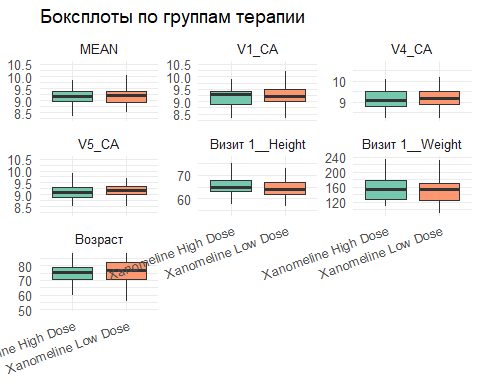 Боксплоты по группам терапии
MEAN
V1_CA
V4_CA
10.5
10.0
9.5
9.0
8.5
10.5
10.0
9.5
9.0
8.5
10
9
V5_CA
Визит 1__Height
Визит 1__Weight
10.5
10.0
9.5
9.0
8.5
70
60
240
200
160
120
Возраст
Xanomeline High Dose
Xanomeline Low Dose
Xanomeline High Dose
Xanomeline Low Dose
80
70
60
50
ine High Dose
Xanomeline Low Dose